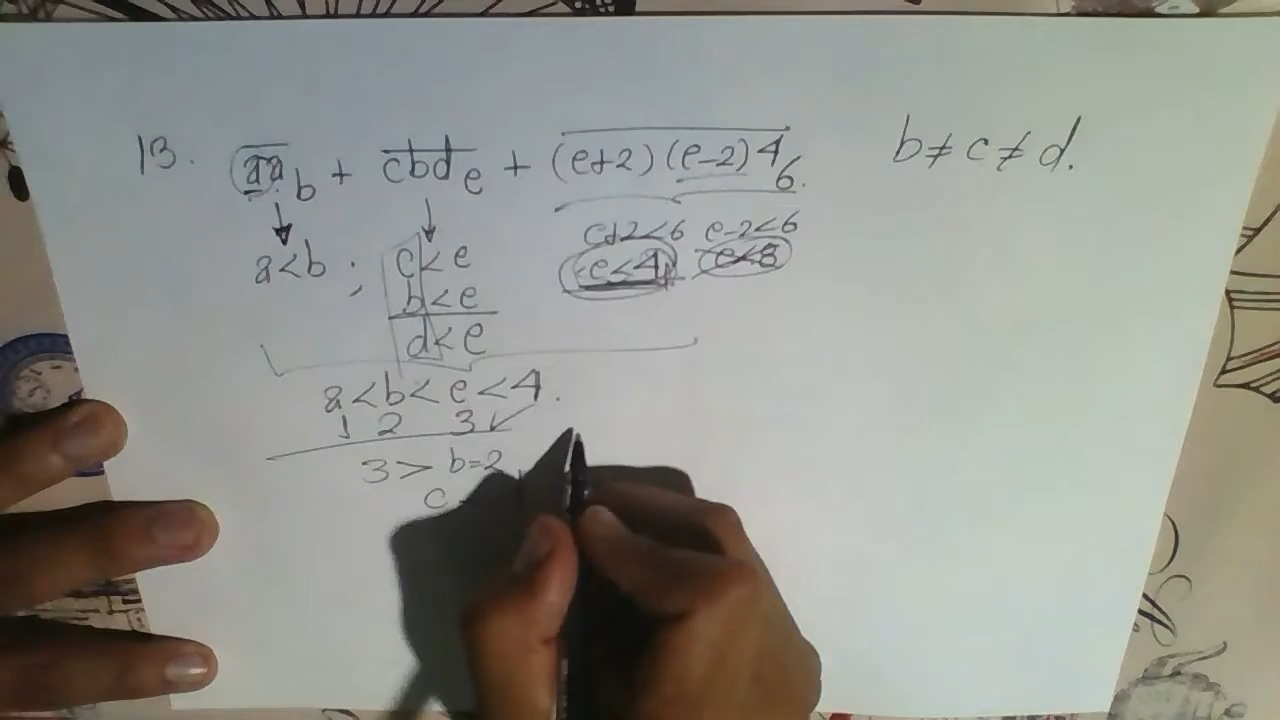 13. aa_b + cbd_e + (e+2)(e-2)4_6. b≠c≠d.
a<b ; c<e e+2<6 e-2<6
b<e e<4 e<8
d<e
a<b<e<4.
1 2 3
3 > b=2
c